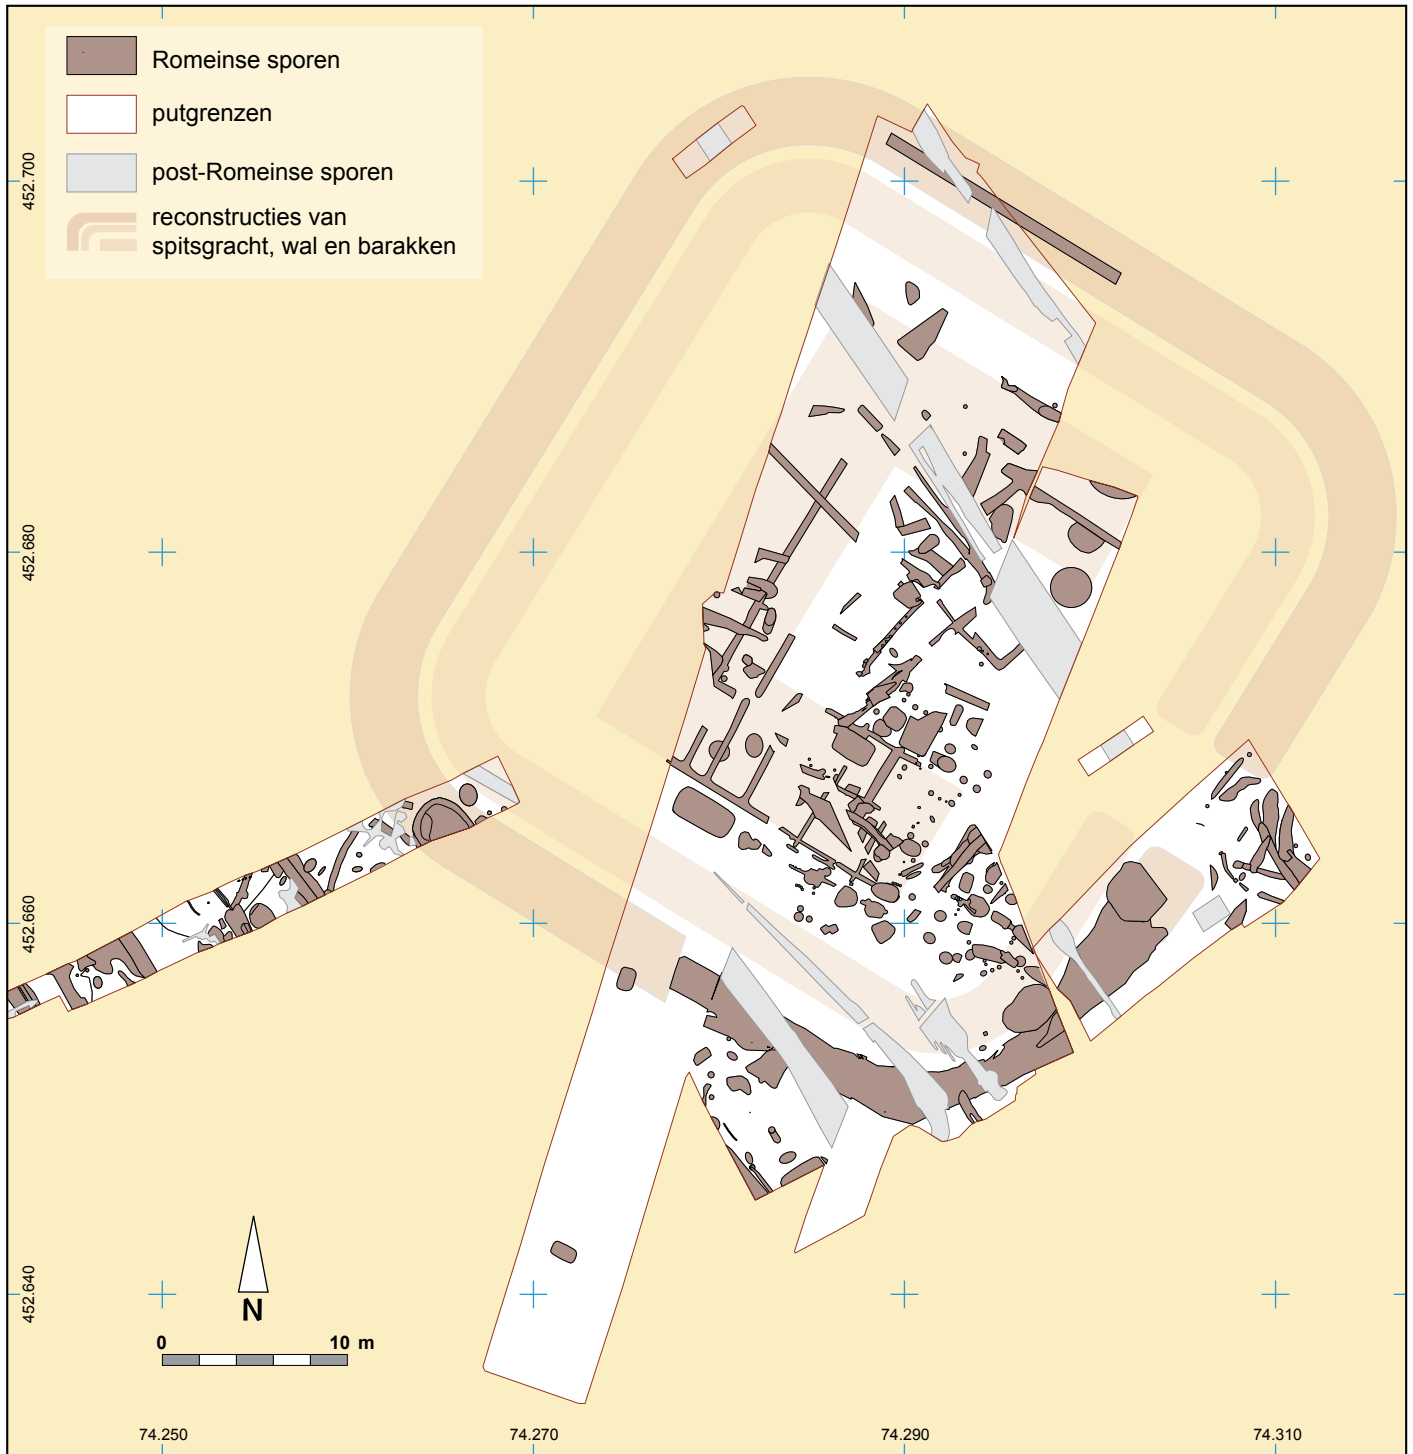 Romeinse sporen
putgrenzen
post-Romeinse sporen
reconstructies van
spitsgracht, wal en barakken
452.700
452.680
452.660
452.640
N
0 10 m
74.250 74.270 74.290 74.310